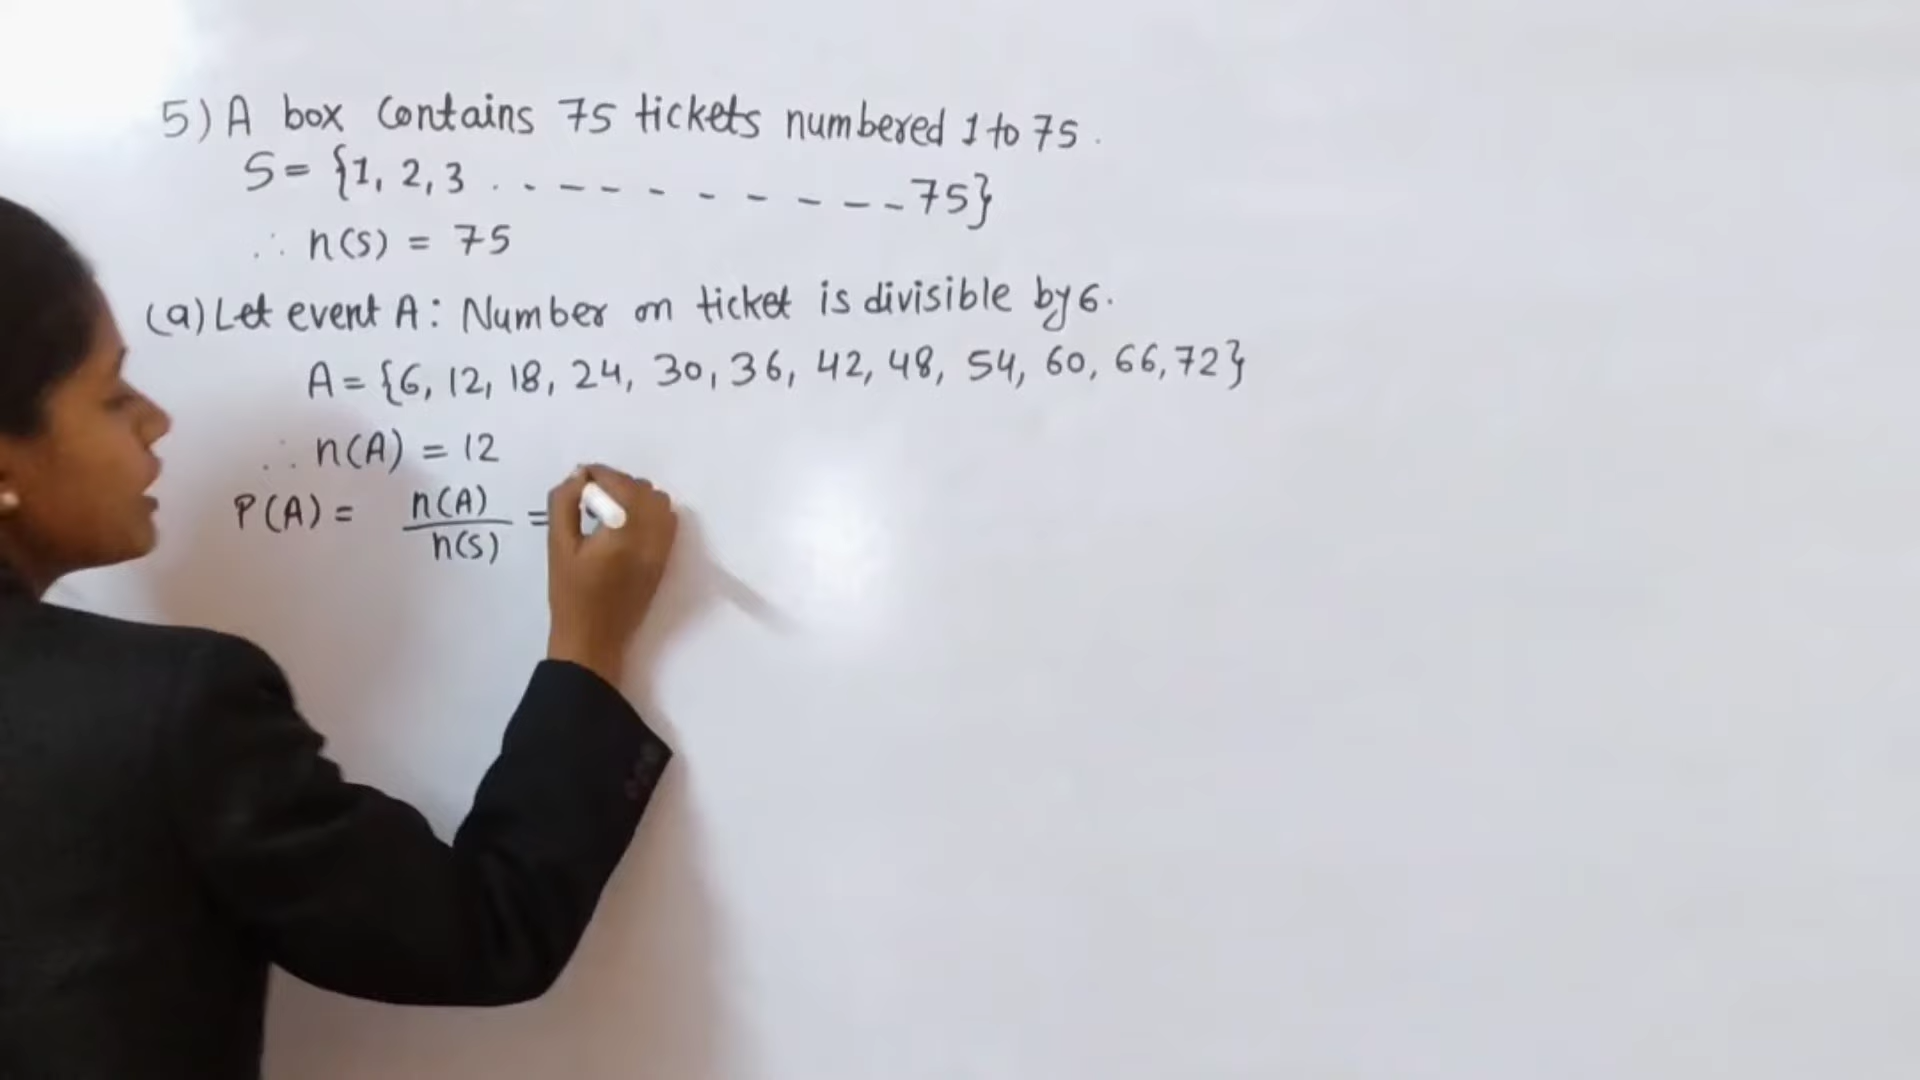 5) A box contains 75 tickets numbered 1 to 75.
S = {1, 2, 3 . . - - - - - - - - - - 75}
∴ n(S) = 75
(a) Let event A : Number on ticket is divisible by 6.
A = {6, 12, 18, 24, 30, 36, 42, 48, 54, 60, 66, 72}
∴ n(A) = 12
P(A) = n(A)/n(S) =